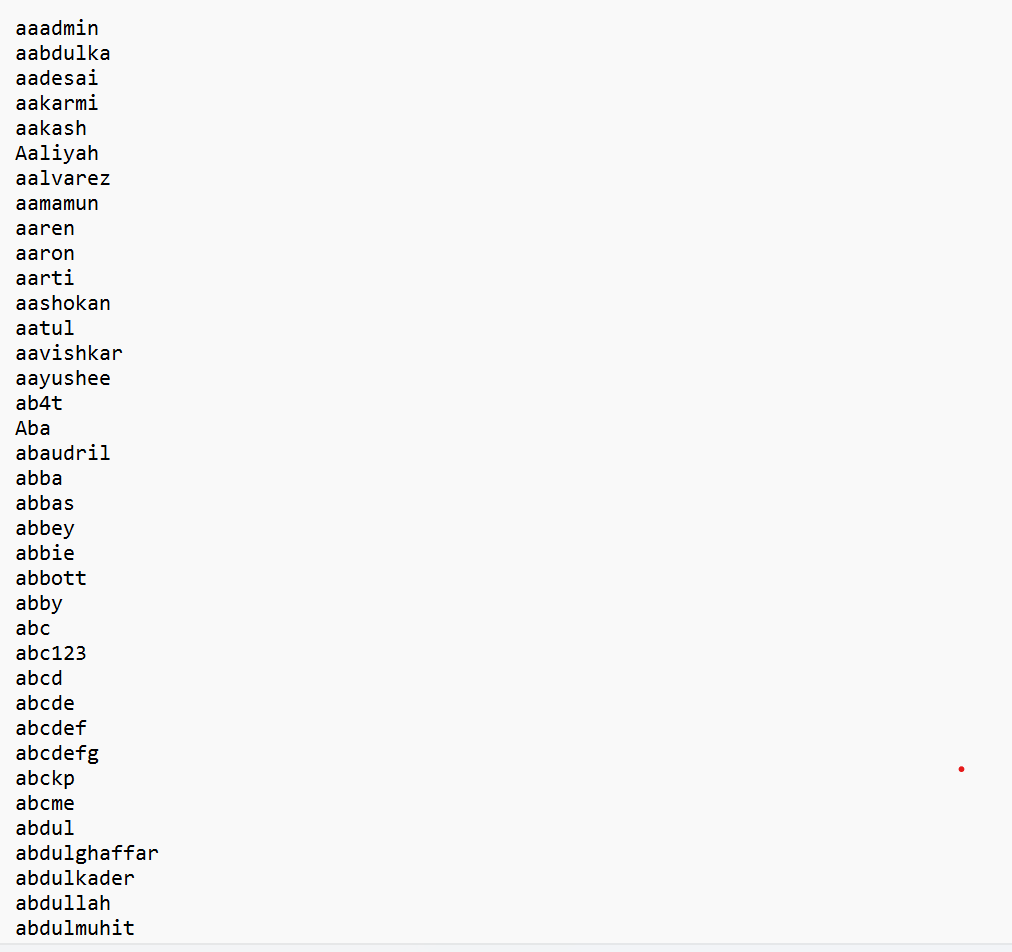 aaadmin
aabdulka
aadesai
aakarmi
aakash
Aaliyah
aalvarez
aamamun
aaren
aaron
aarti
aashokan
aatul
aavishkar
aayushee
ab4t
Aba
abaudril
abba
abbas
abbey
abbie
abbott
abby
abc
abc123
abcd
abcde
abcdef
abcdefg
abckp
abcme
abdul
abdulghaffar
abdulkader
abdullah
abdulmuhit